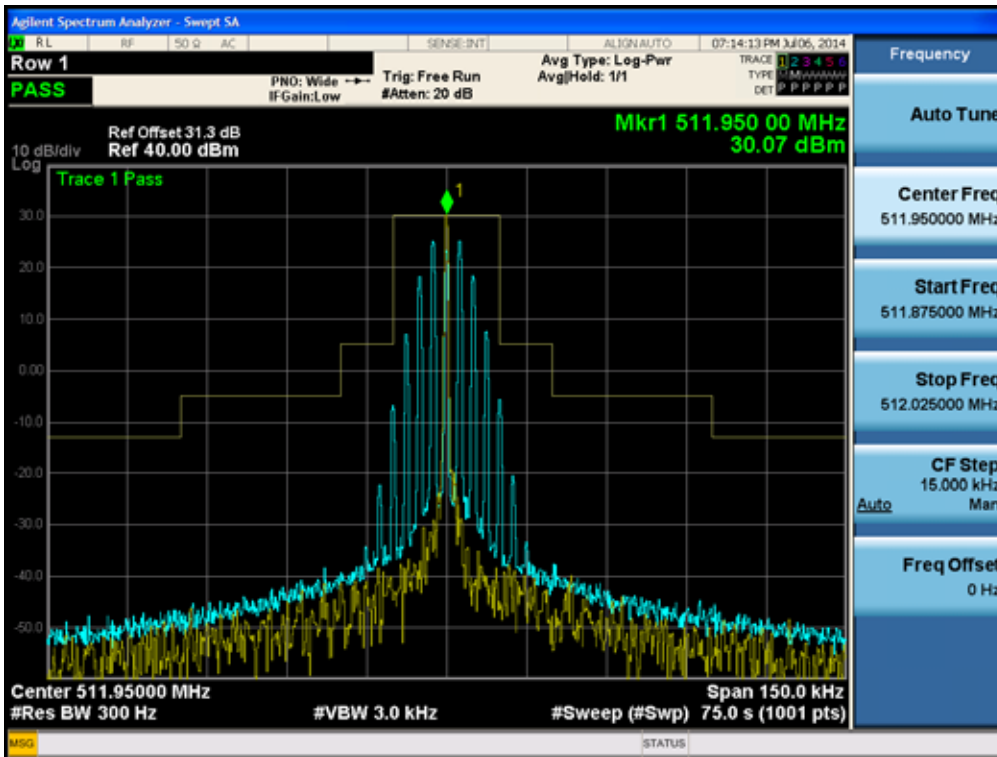 Agilent Spectrum Analyzer - Swept SA
RL RF 50 Ω AC SENSE:INT ALIGN AUTO 07:14:13 PM Jul 06, 2014
Row 1
PASS
PNO: Wide
IFGain:Low
Trig: Free Run
#Atten: 20 dB
Avg Type: Log-Pwr
Avg|Hold: 1/1
TRACE 1 2 3 4 5 6
TYPE M
DET P P P P P P
Frequency
Auto Tune
Mkr1 511.950 00 MHz
30.07 dBm
Ref Offset 31.3 dB
10 dB/div Ref 40.00 dBm
Log
Trace 1 Pass
1
30.0
20.0
10.0
0.00
-10.0
-20.0
-30.0
-40.0
-50.0
Center Freq
511.950000 MHz
Start Freq
511.875000 MHz
Stop Freq
512.025000 MHz
CF Step
15.000 kHz
Auto Man
Freq Offset
0 Hz
Center 511.95000 MHz Span 150.0 kHz
#Res BW 300 Hz #VBW 3.0 kHz #Sweep (#Swp) 75.0 s (1001 pts)
MSG STATUS